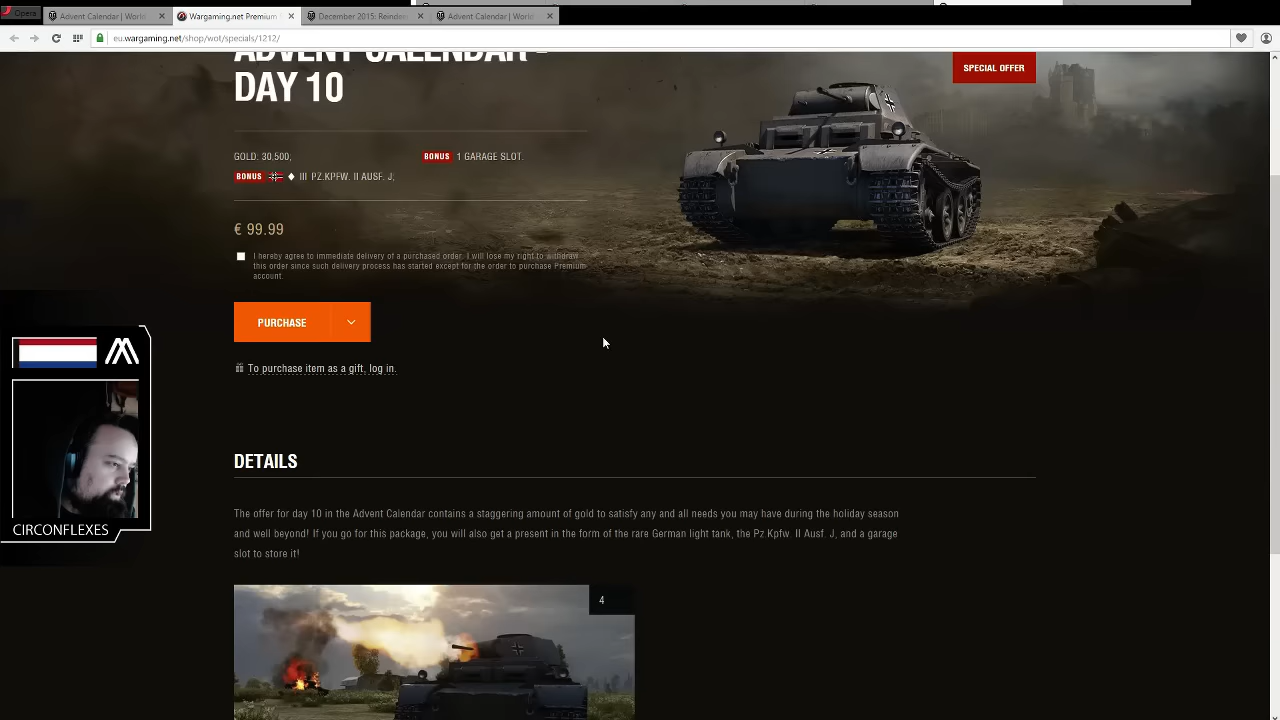 Opera
Advent Calendar | World
Wargaming.net Premium
December 2015: Reindee
Advent Calendar | World
eu.wargaming.net/shop/wot/specials/1212/
ADVENT CALENDAR -
DAY 10
SPECIAL OFFER
GOLD: 30,500;
BONUS 1 GARAGE SLOT.
BONUS III PZ.KPFW. II AUSF. J;
€ 99.99
I hereby agree to immediate delivery of a purchased order. I will lose my right to withdraw
this order since such delivery process has started except for the order to purchase Premium
account.
PURCHASE
To purchase item as a gift, log in.
CIRCONFLEXES
DETAILS
The offer for day 10 in the Advent Calendar contains a staggering amount of gold to satisfy any and all needs you may have during the holiday season
and well beyond! If you go for this package, you will also get a present in the form of the rare German light tank, the Pz.Kpfw. II Ausf. J, and a garage
slot to store it!
4